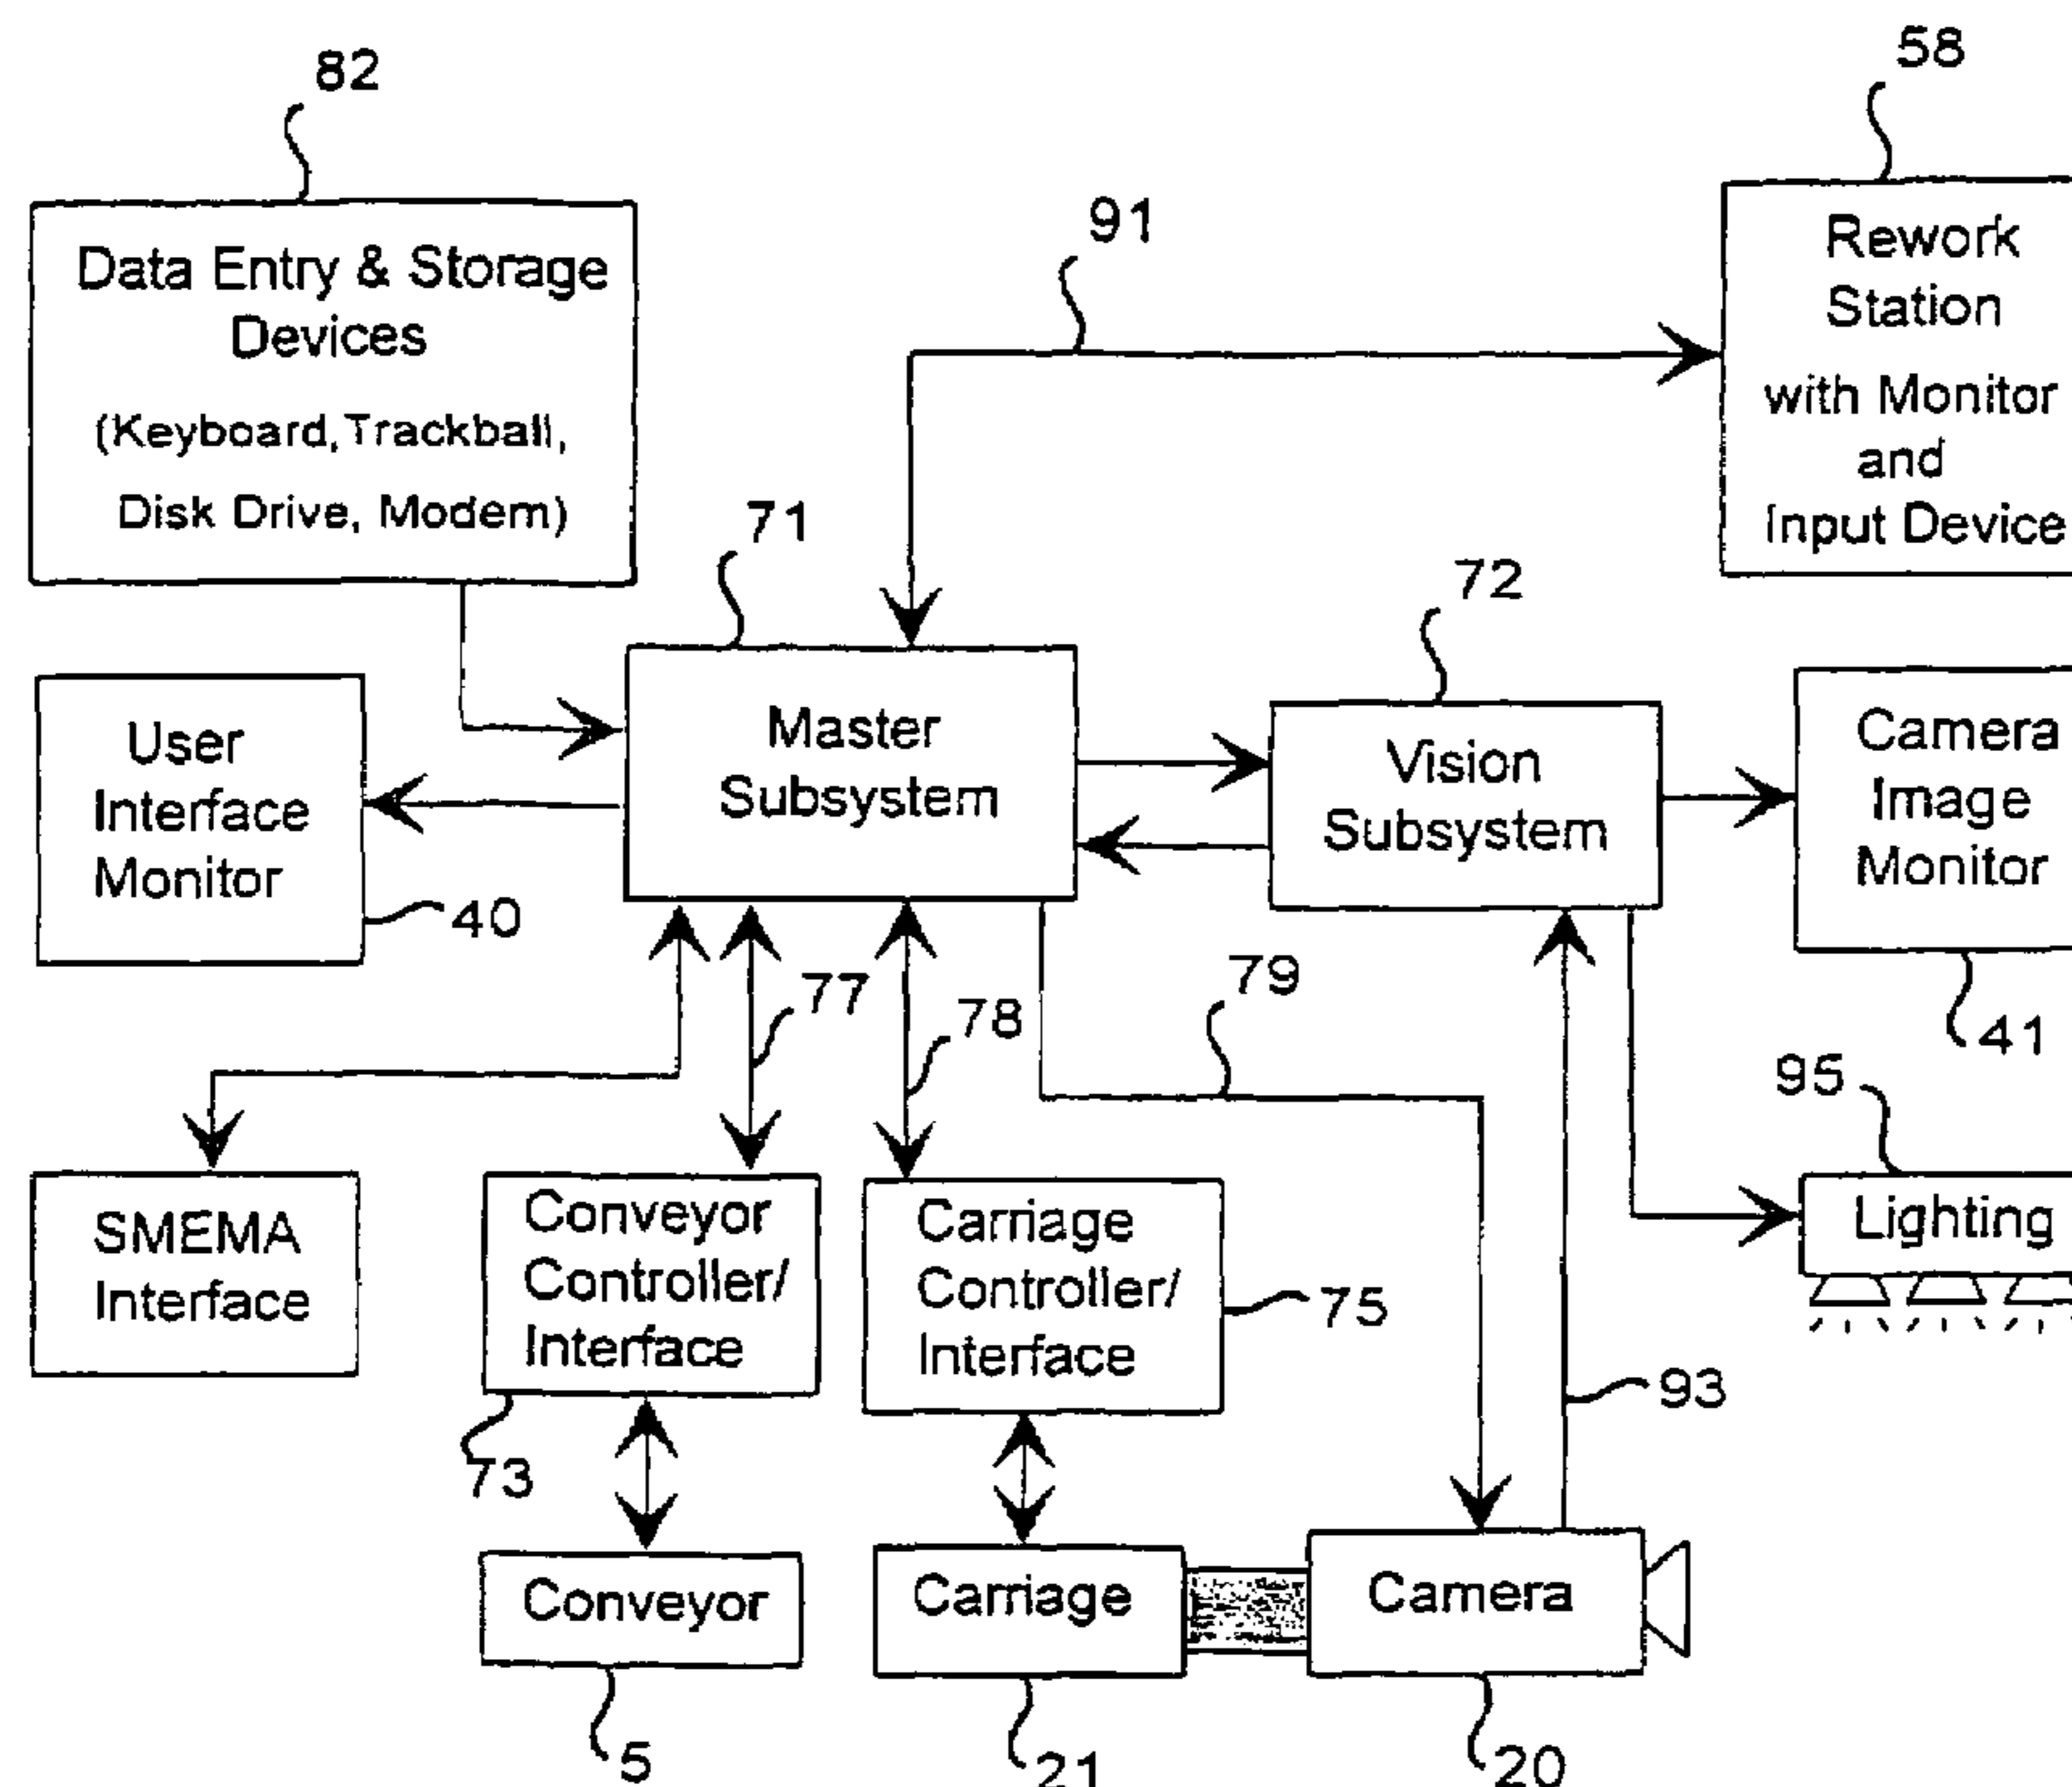 82
58
91
Data Entry & Storage
Devices
(Keyboard, Trackball,
Disk Drive, Modem)
Rework
Station
with Monitor
and
Input Device
71
72
User
Interface
Monitor
40
Master
Subsystem
Vision
Subsystem
Camera
Image
Monitor
41
77
78
79
95
SMEMA
Interface
Conveyor
Controller/
Interface
73
Carriage
Controller/
Interface
75
Lighting
93
Conveyor
5
Carriage
21
Camera
20